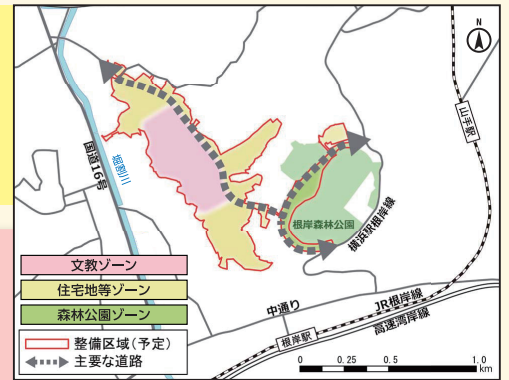 N
山手駅
国道16号
堀割川
根岸森林公園
横浜駅根岸線
文教ゾーン
住宅地等ゾーン
森林公園ゾーン
整備区域(予定)
主要な道路
中通り
JR根岸線
根岸駅
高速湾岸線
0 0.25 0.5 1.0
km